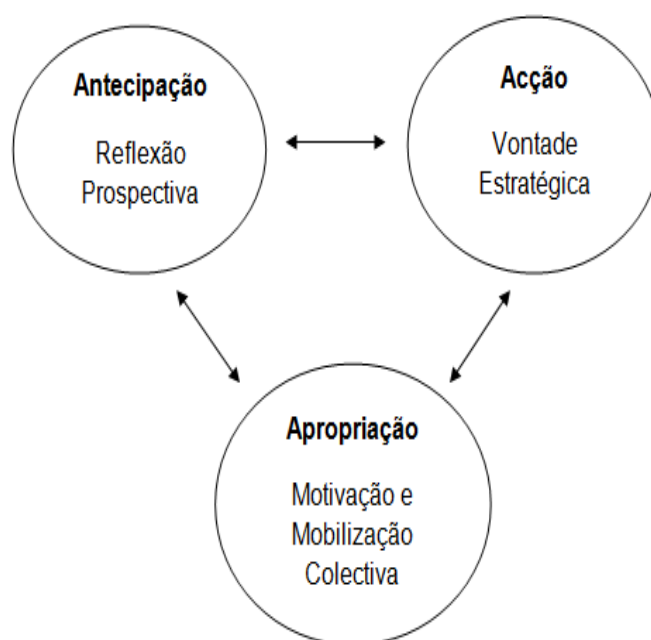 Antecipação
Reflexão
Prospectiva
Acção
Vontade
Estratégica
Apropriação
Motivação e
Mobilização
Colectiva